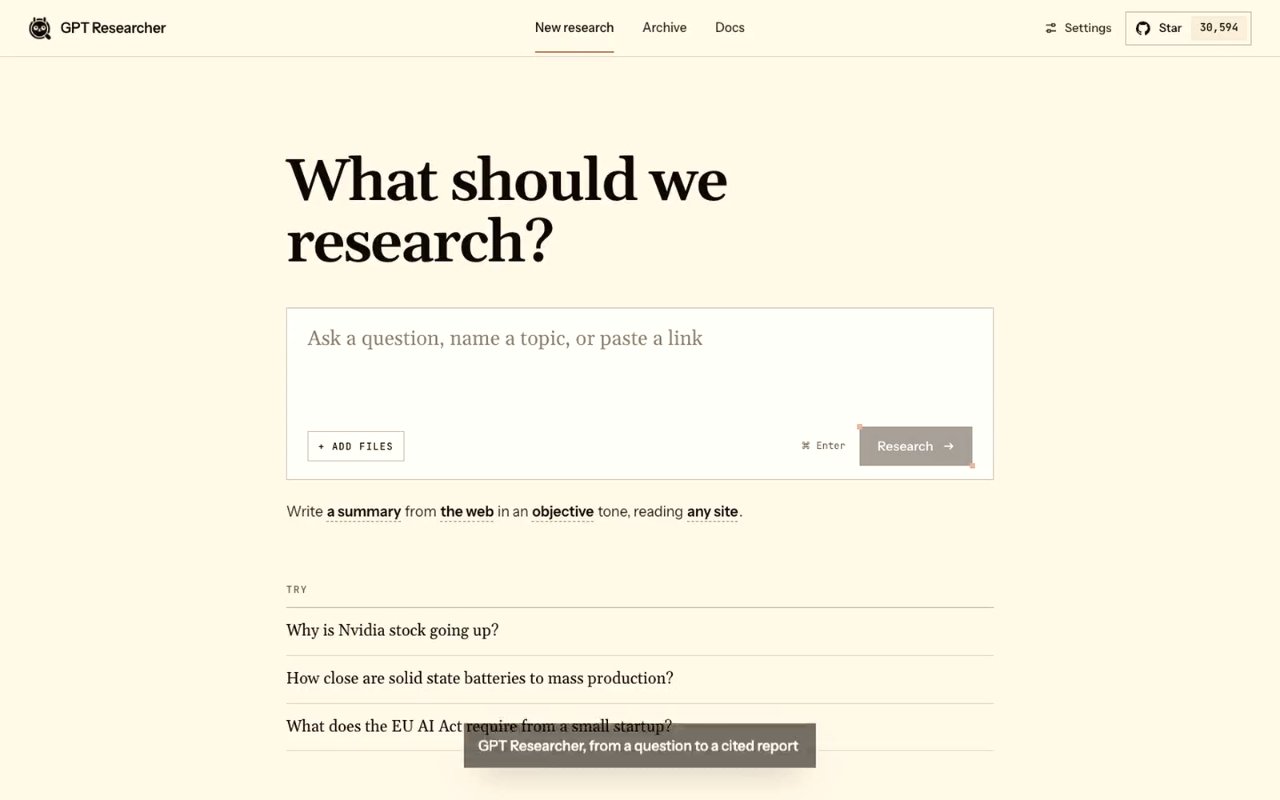 GPT Researcher
New research
Archive
Docs
Settings
Star
30,594
What should we
research?
Ask a question, name a topic, or paste a link
+ ADD FILES
⌘ Enter
Research →
Write a summary from the web in an objective tone, reading any site.
TRY
Why is Nvidia stock going up?
How close are solid state batteries to mass production?
What does the EU AI Act require from a small startup?
GPT Researcher, from a question to a cited report